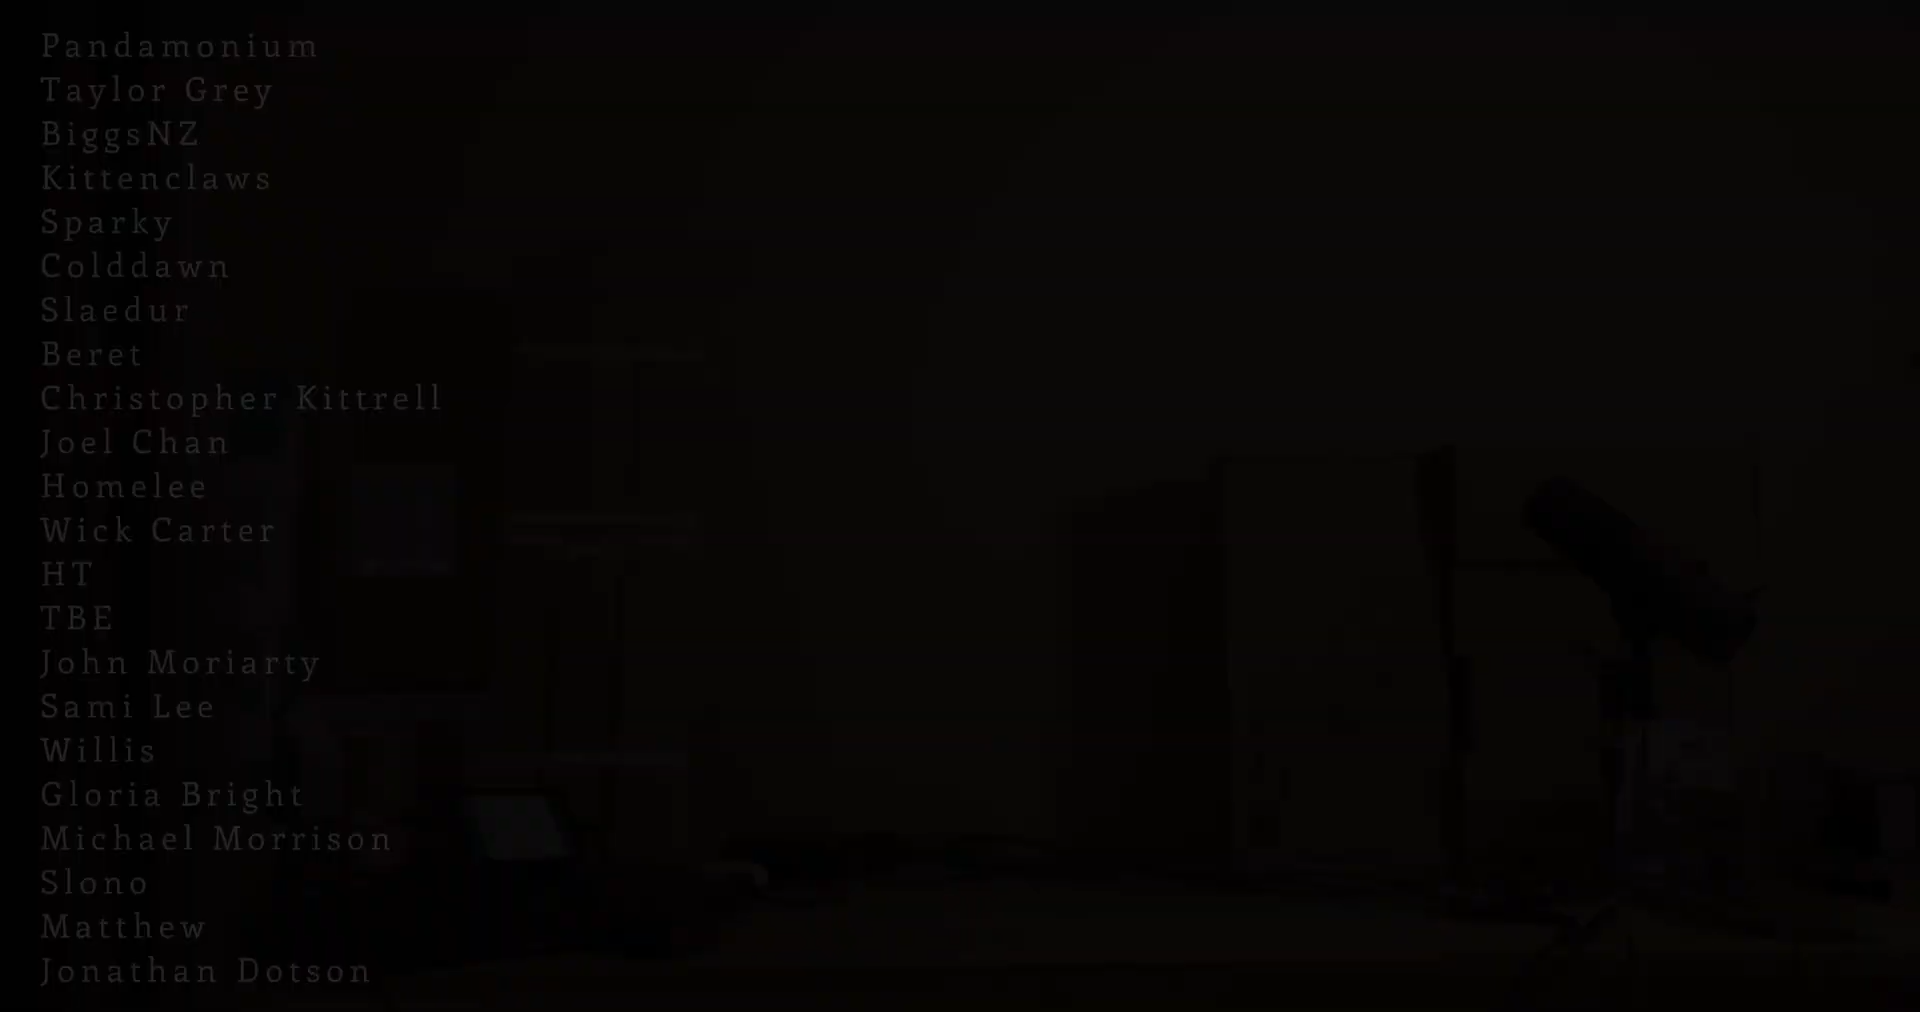 Pandamonium
Taylor Grey
BiggsNZ
Kittenclaws
Sparky
Colddawn
Slaedur
Beret
Christopher Kittrell
Joel Chan
Homelee
Wick Carter
HT
TBE
John Moriarty
Sami Lee
Willis
Gloria Bright
Michael Morrison
Slono
Matthew
Jonathan Dotson